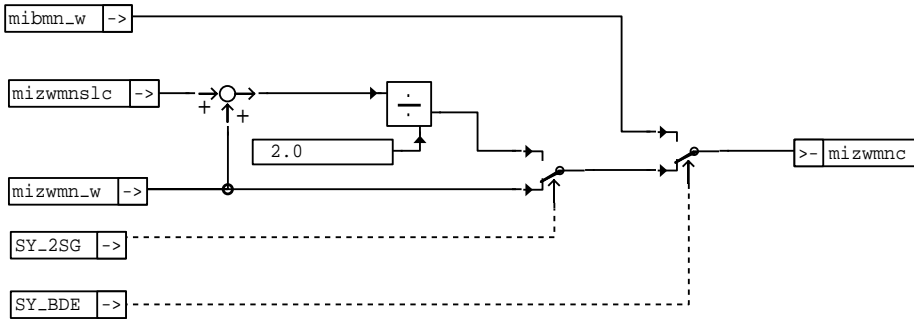 mibmn_w ->
mizwmnslc ->
+
+
÷
2.0
>- mizwmnc
mizwmn_w ->
SY_2SG ->
SY_BDE ->